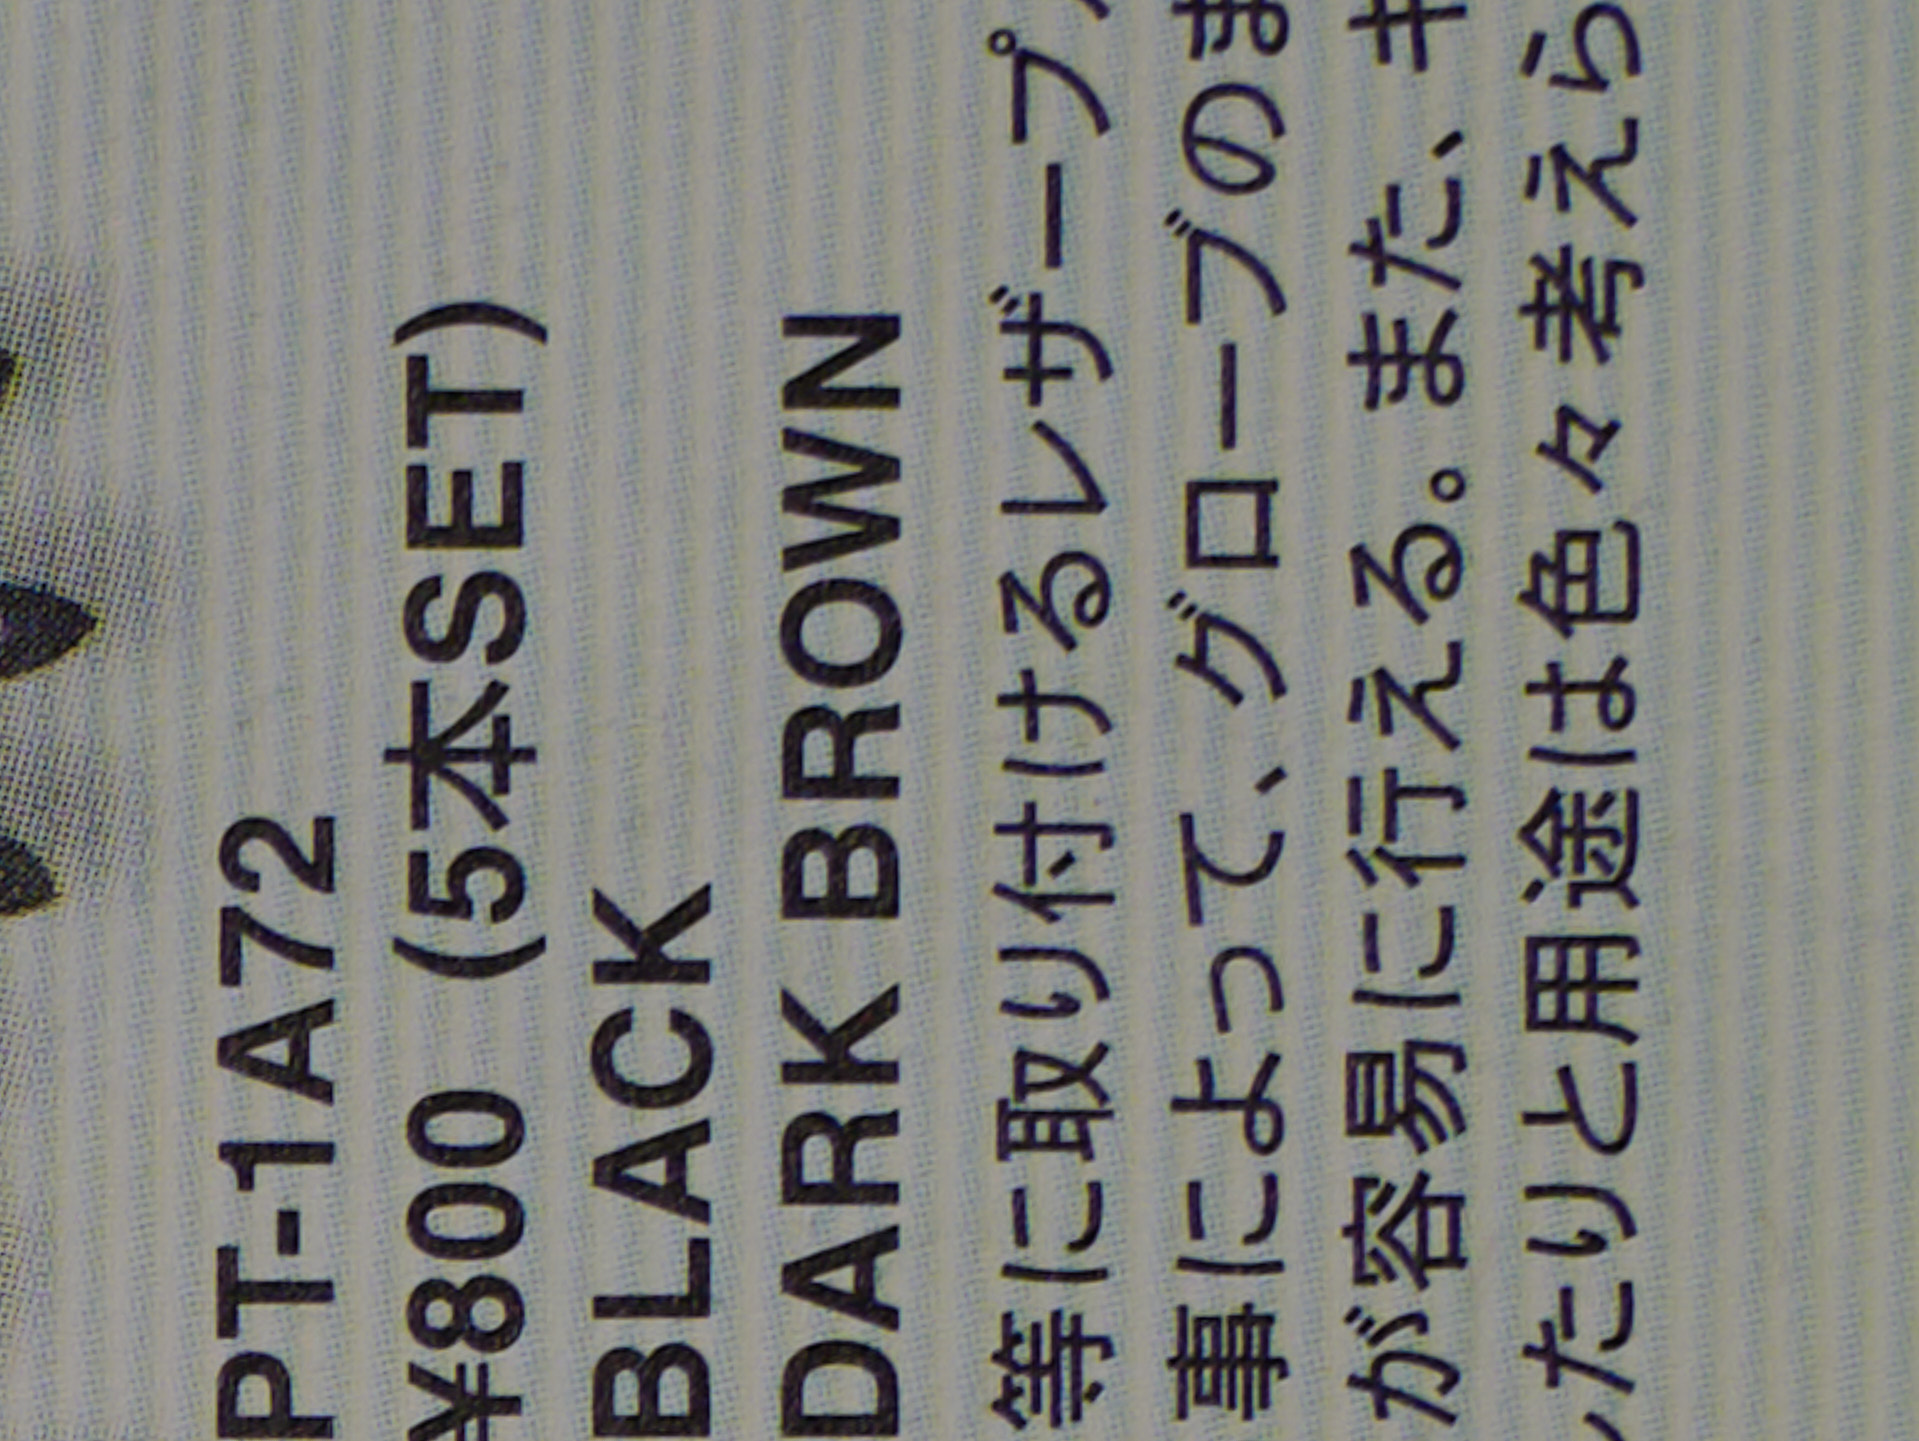 PT-1A72
¥800 (5本SET)
BLACK
DARK BROWN
等に取り付けるレザープ
事によって、グローブのま
が容易に行える。また、キ
たりと用途は色々考えら